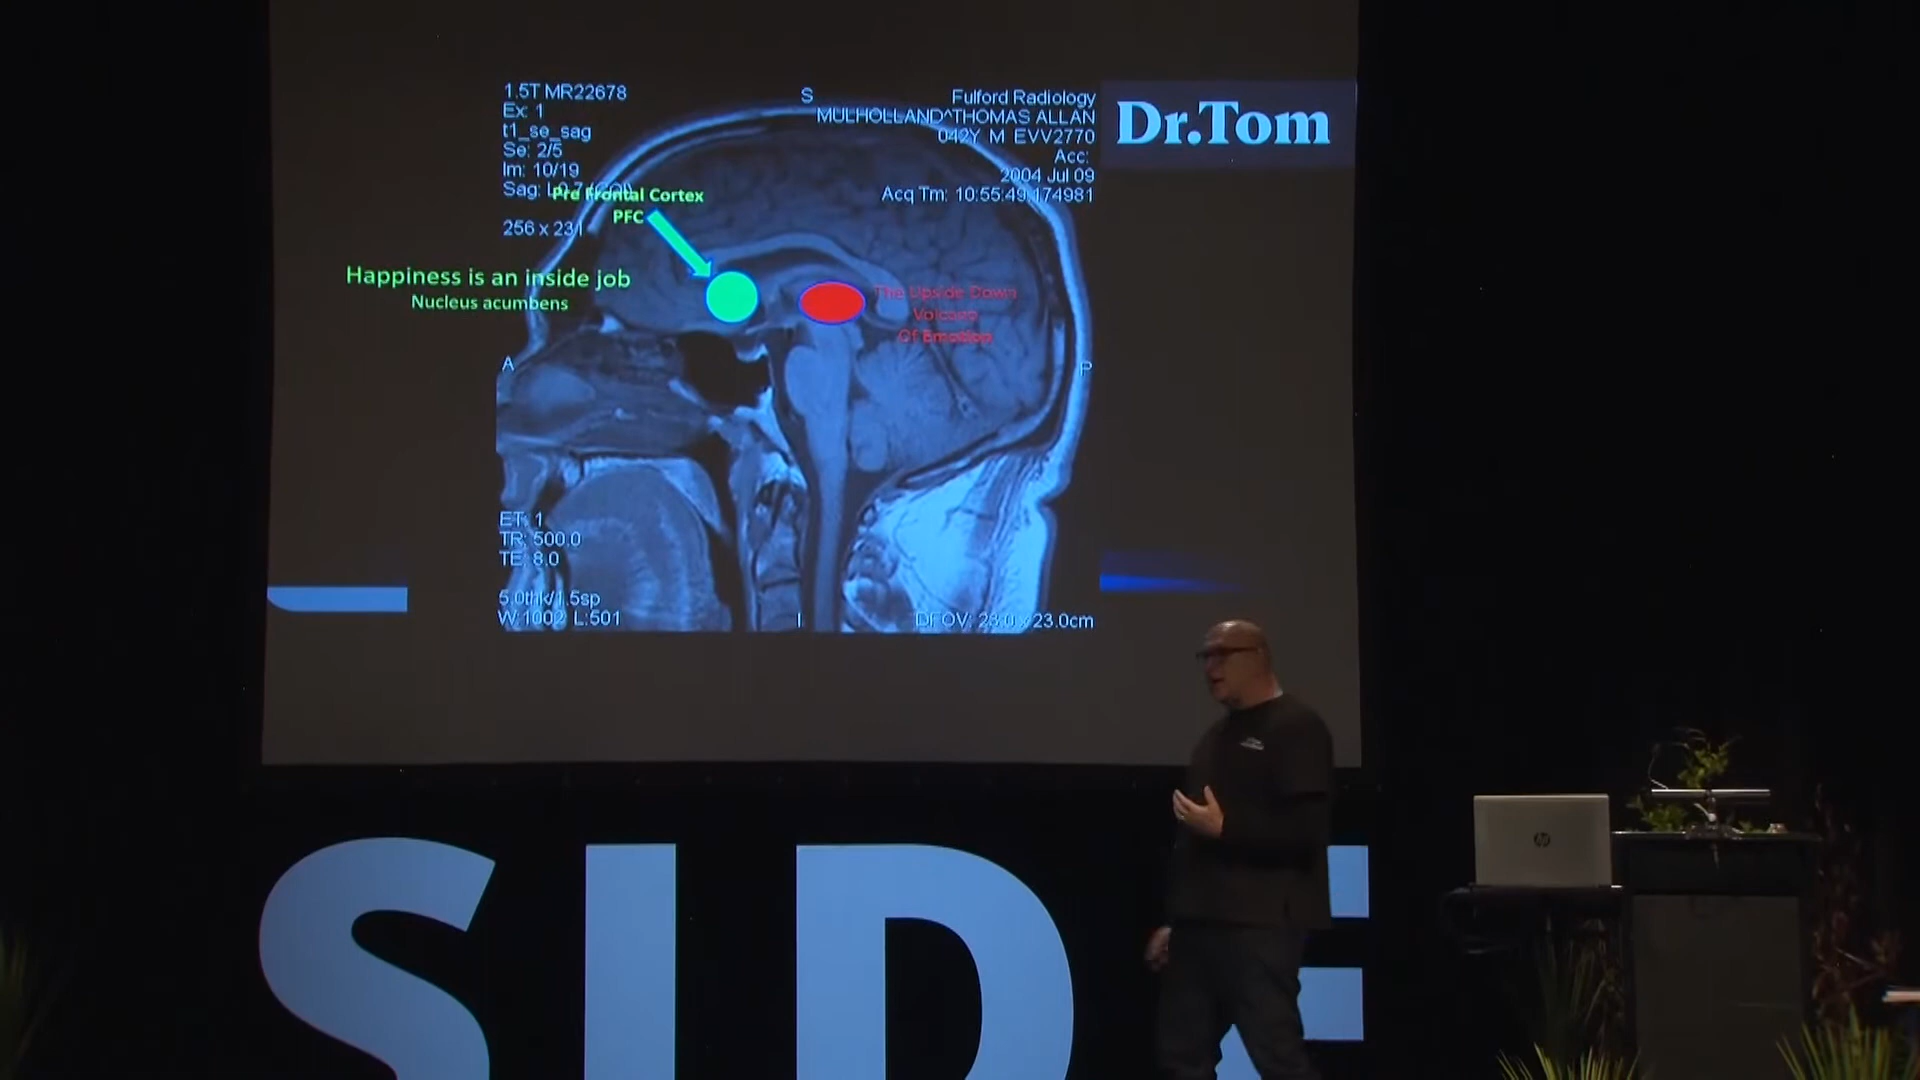 1.5T MR22678
Ex: 1
t1_se_sag
Se: 2/5
Im: 10/19
Sag:
256 x 231
S
Fulford Radiology
MULHOLLAND^THOMAS ALLAN
042Y M EVV2770
Acc:
2004 Jul 09
Acq Tm: 10:55:49.174981
Dr.Tom
Pre Frontal Cortex
PFC
Happiness is an inside job
Nucleus acumbens
The Upside Down
Volcano
Of Emotion
A
P
ET: 1
TR: 500.0
TE: 8.0
5.0thk/1.5sp
W:1002 L:501
I
DFOV: 23.0 x 23.0cm
SIDE
hp